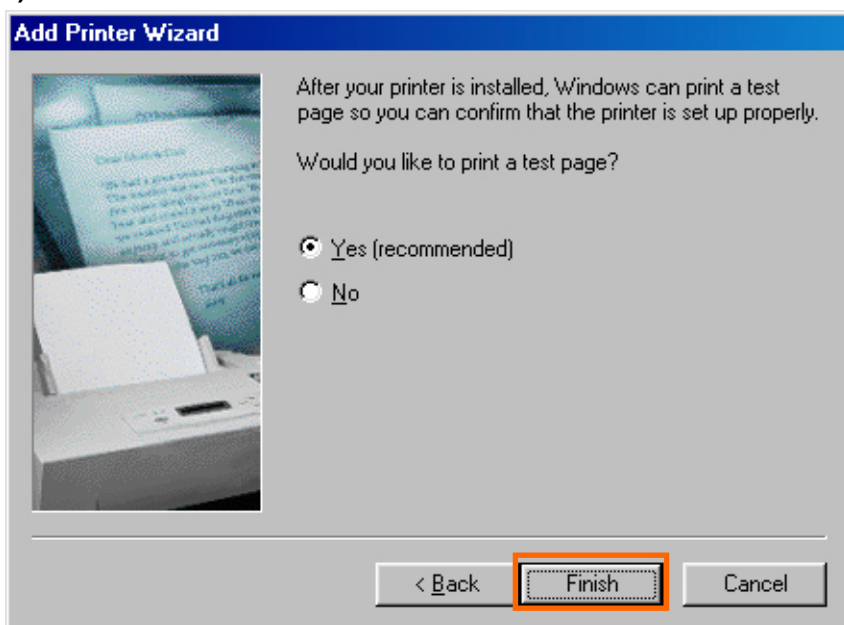 Add Printer Wizard
After your printer is installed, Windows can print a test
page so you can confirm that the printer is set up properly.
Would you like to print a test page?
Yes (recommended)
No
< Back
Finish
Cancel